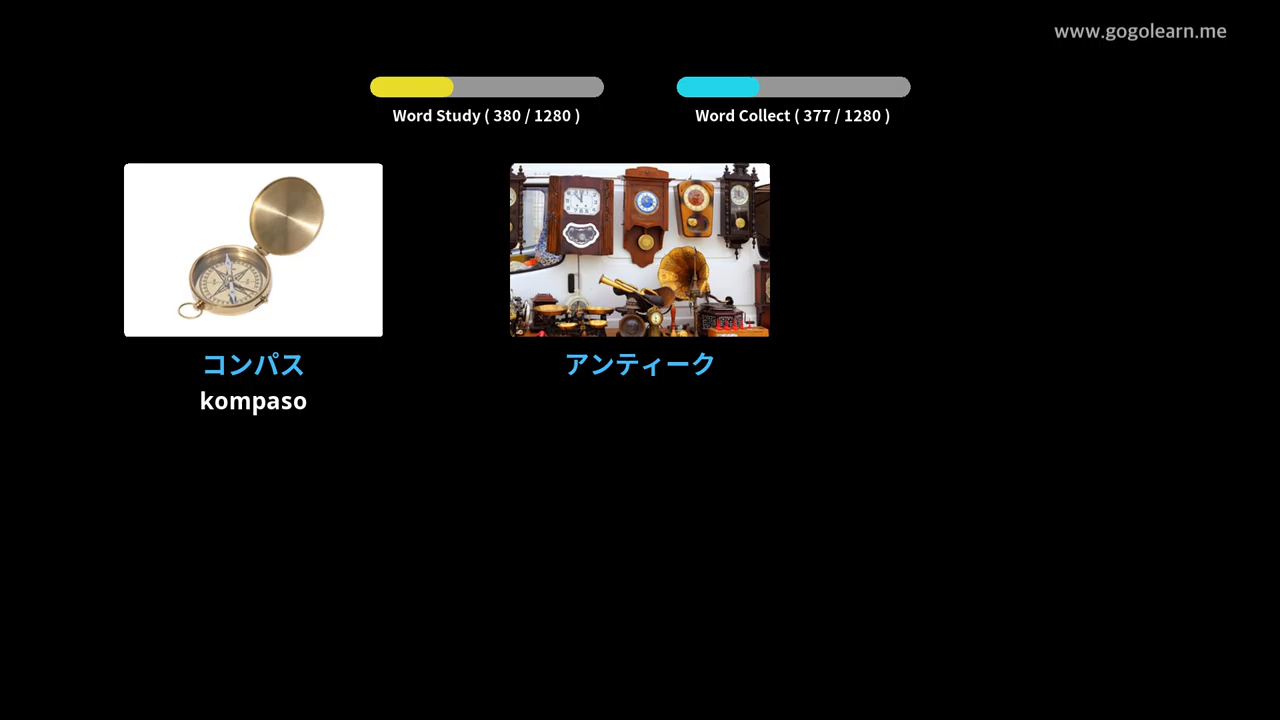 www.gogolearn.me
Word Study ( 380 / 1280 )
Word Collect ( 377 / 1280 )
コンパス
kompaso
アンティーク